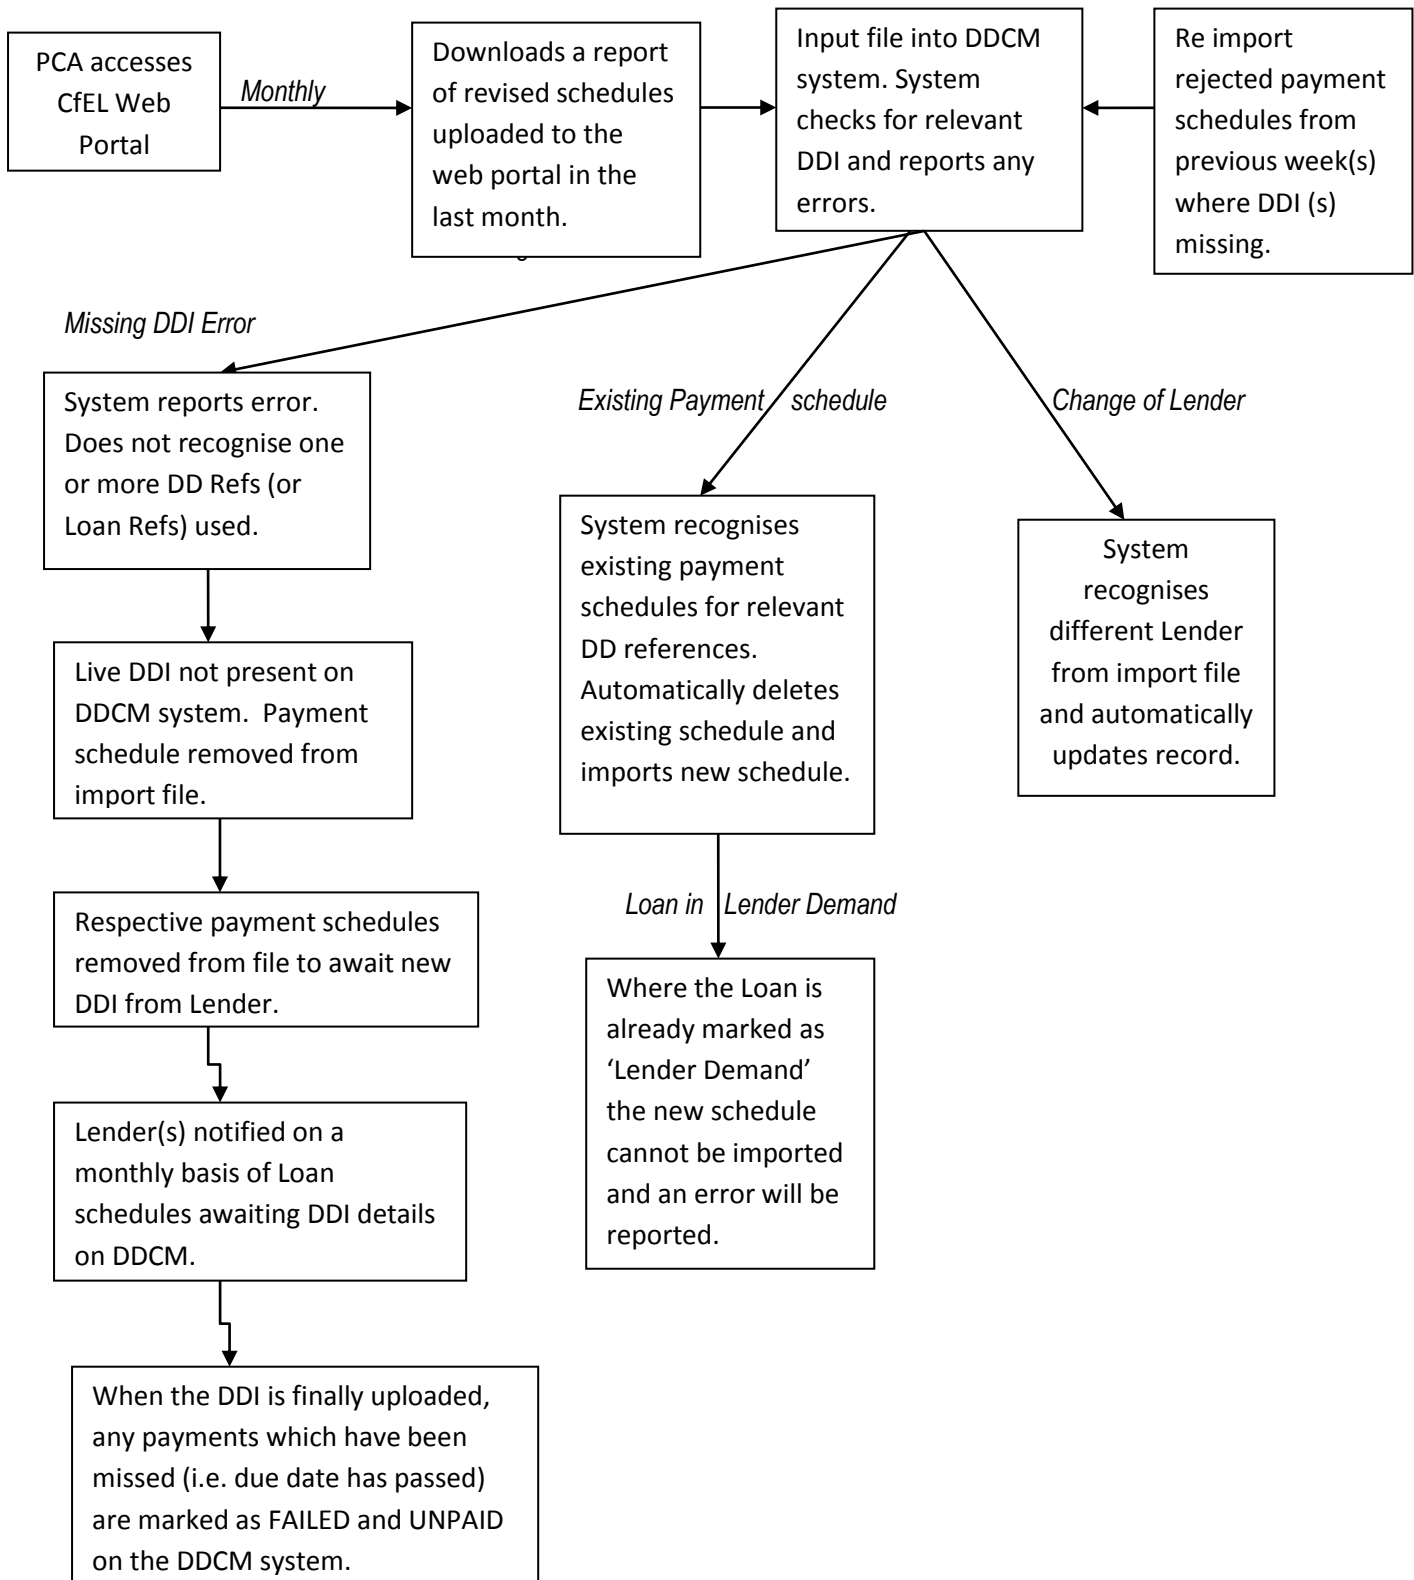 PCA accesses
CfEL Web
Portal
Monthly
Downloads a report
of revised schedules
uploaded to the
web portal in the
last month.
Input file into DDCM
system. System
checks for relevant
DDI and reports any
errors.
Re import
rejected payment
schedules from
previous week(s)
where DDI (s)
missing.
Missing DDI Error
Existing Payment schedule
Change of Lender
System reports error.
Does not recognise one
or more DD Refs (or
Loan Refs) used.
Live DDI not present on
DDCM system. Payment
schedule removed from
import file.
Respective payment schedules
removed from file to await new
DDI from Lender.
Lender(s) notified on a
monthly basis of Loan
schedules awaiting DDI details
on DDCM.
When the DDI is finally uploaded,
any payments which have been
missed (i.e. due date has passed)
are marked as FAILED and UNPAID
on the DDCM system.
System recognises
existing payment
schedules for relevant
DD references.
Automatically deletes
existing schedule and
imports new schedule.
Loan in Lender Demand
Where the Loan is
already marked as
‘Lender Demand’
the new schedule
cannot be imported
and an error will be
reported.
System
recognises
different Lender
from import file
and automatically
updates record.